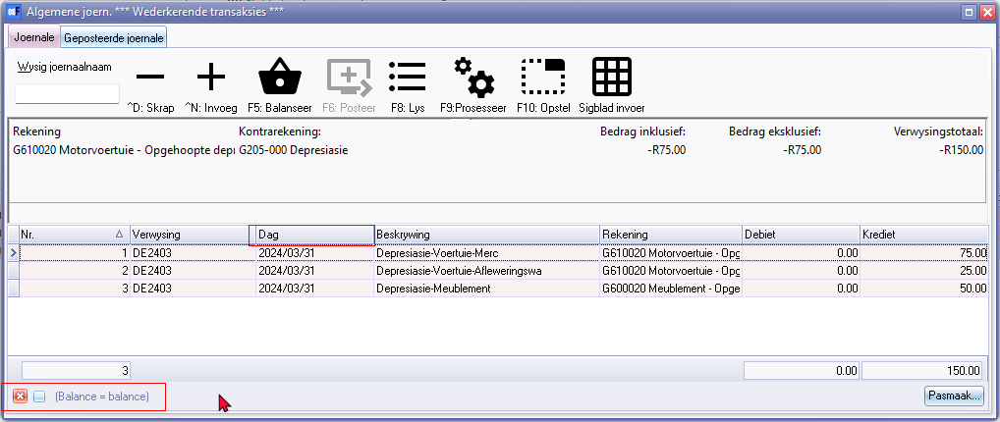 Algemene joern. *** Wederkerende transaksies ***
Joernale Geposteerde joernale
Wysig joernaalnaam
^D: Skrap ^N: Invoeg F5: Balanseer F6: Posteer F8: Lys F9:Prosesseer F10: Opstel Sigblad invoer
Rekening Kontrarekening: Bedrag inklusief: Bedrag eksklusief: Verwysingstotaal:
G610020 Motorvoertuie - Opgehoopte depr G205-000 Depresiasie -R75.00 -R75.00 -R150.00
Nr. Verwysing Dag Beskrywing Rekening Debiet Krediet
1 DE2403 2024/03/31 Depresiasie-Voertuie-Merc G610020 Motorvoertuie - Opg 0.00 75.00
2 DE2403 2024/03/31 Depresiasie-Voertuie-Afleweringswa G610020 Motorvoertuie - Opg 0.00 25.00
3 DE2403 2024/03/31 Depresiasie-Meublement G600020 Meublement - Opge 0.00 50.00
3 0.00 150.00
(Balance = balance) Pasmaak...